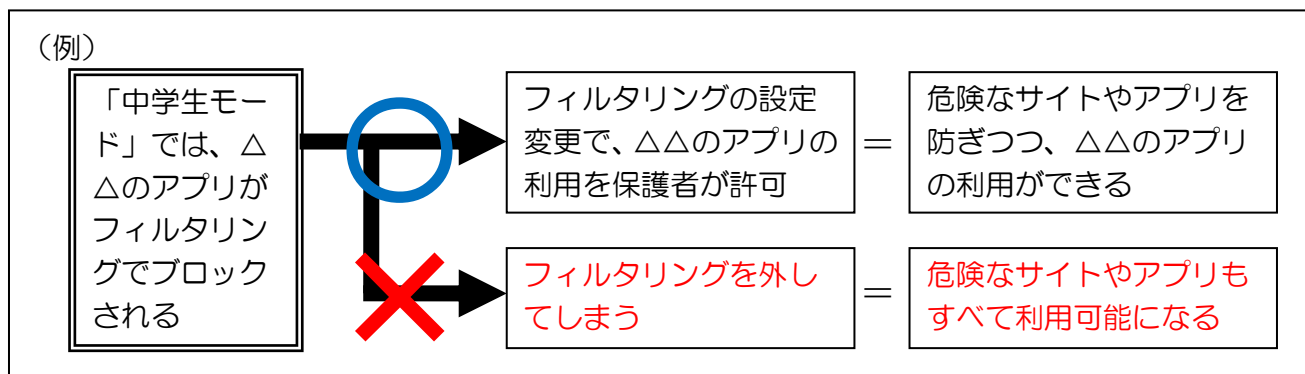 (例)
「中学生モー
ド」では、△
△のアプリが
フィルタリン
グでブロック
される
フィルタリングの設定
変更で、△△のアプリの
利用を保護者が許可
=
危険なサイトやアプリを
防ぎつつ、△△のアプリ
の利用ができる
フィルタリングを外し
てしまう
=
危険なサイトやアプリも
すべて利用可能になる